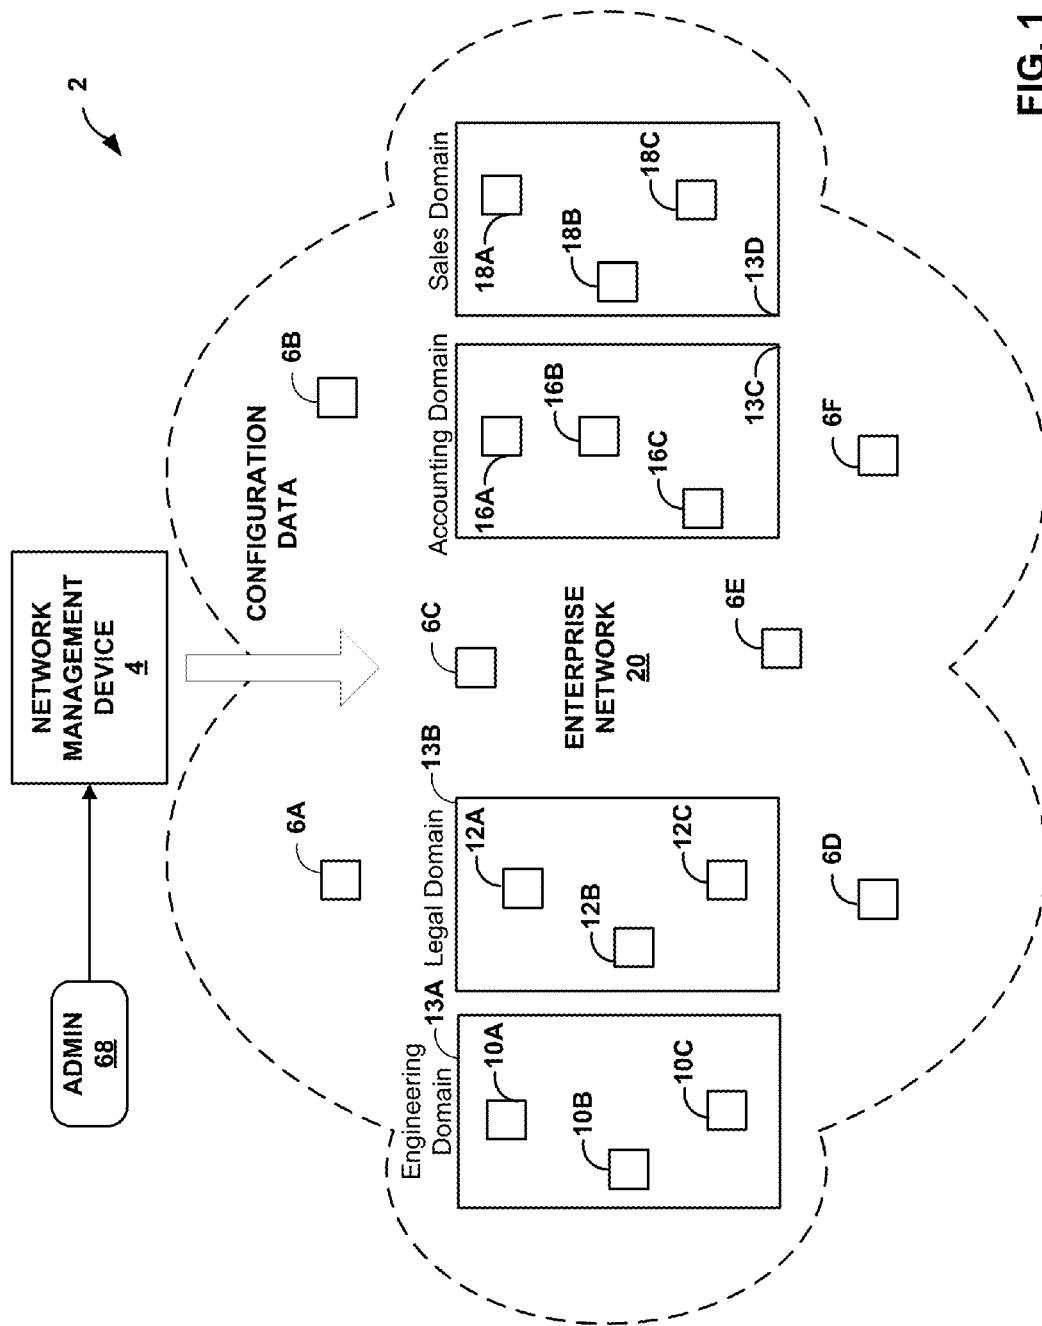 2
ADMIN
68
NETWORK
MANAGEMENT
DEVICE
4
CONFIGURATION
DATA
6A
6B
6C
Engineering
Domain
13A
10A
10B
10C
Legal Domain
13B
12A
12B
12C
ENTERPRISE
NETWORK
20
Accounting Domain
16A
16B
16C
13C
Sales Domain
18A
18B
18C
13D
6D
6E
6F
FIG. 1